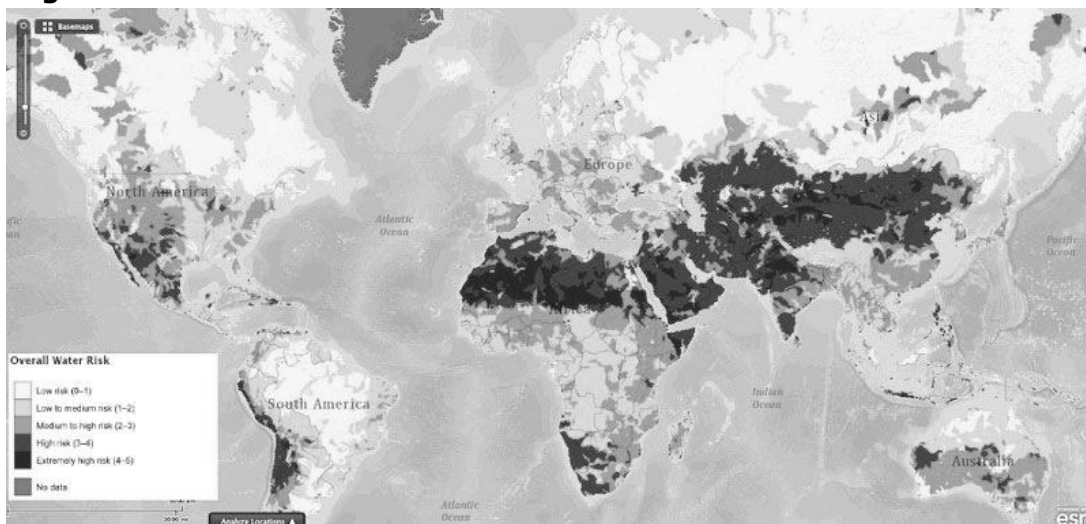 Basemaps
North America
Atlantic
Ocean
Europe
Pacific
Ocean
Africa
Overall Water Risk
Low risk (0–1)
Low to medium risk (1–2)
Medium to high risk (2–3)
High risk (3–4)
Extremely high risk (4–5)
No data
South America
Indian
Ocean
Australia
Atlantic
Ocean
Analyze Locations
esri